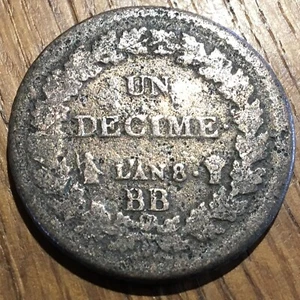 UN
DECIME.
L'AN 8.
BB